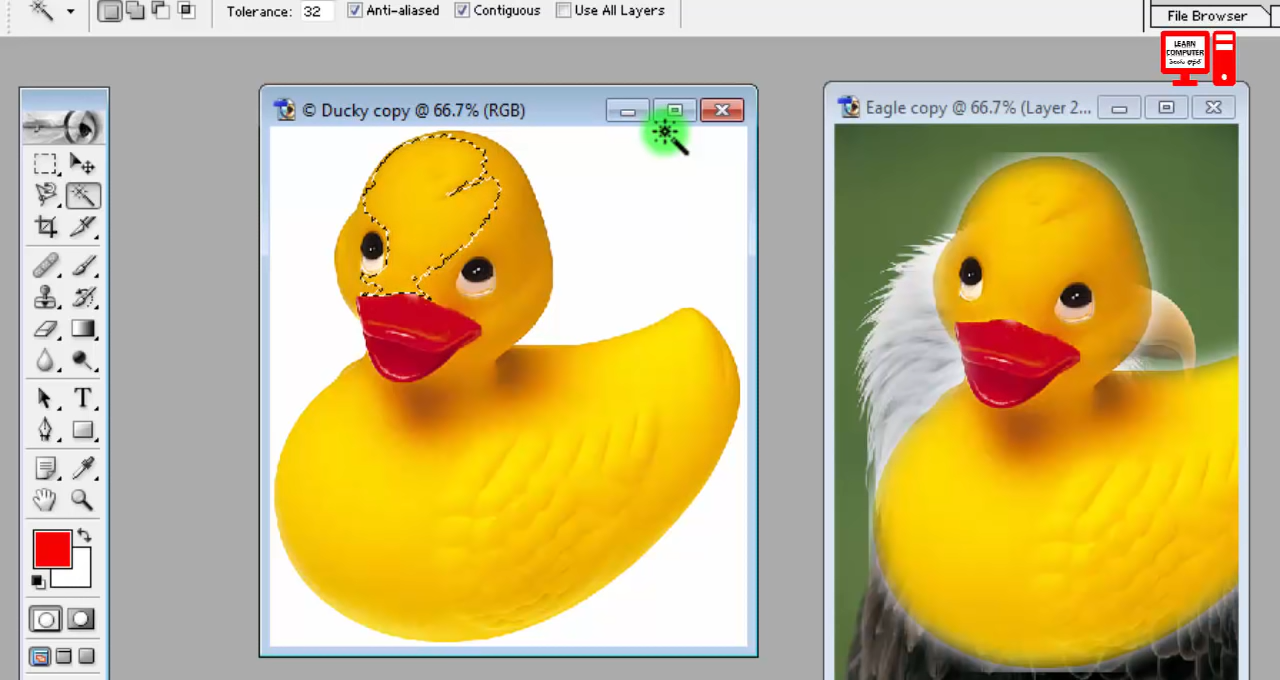 Tolerance: 32
Anti-aliased
Contiguous
Use All Layers
File Browser
LEARN
COMPUTER
© Ducky copy @ 66.7% (RGB)
Eagle copy @ 66.7% (Layer 2...
T